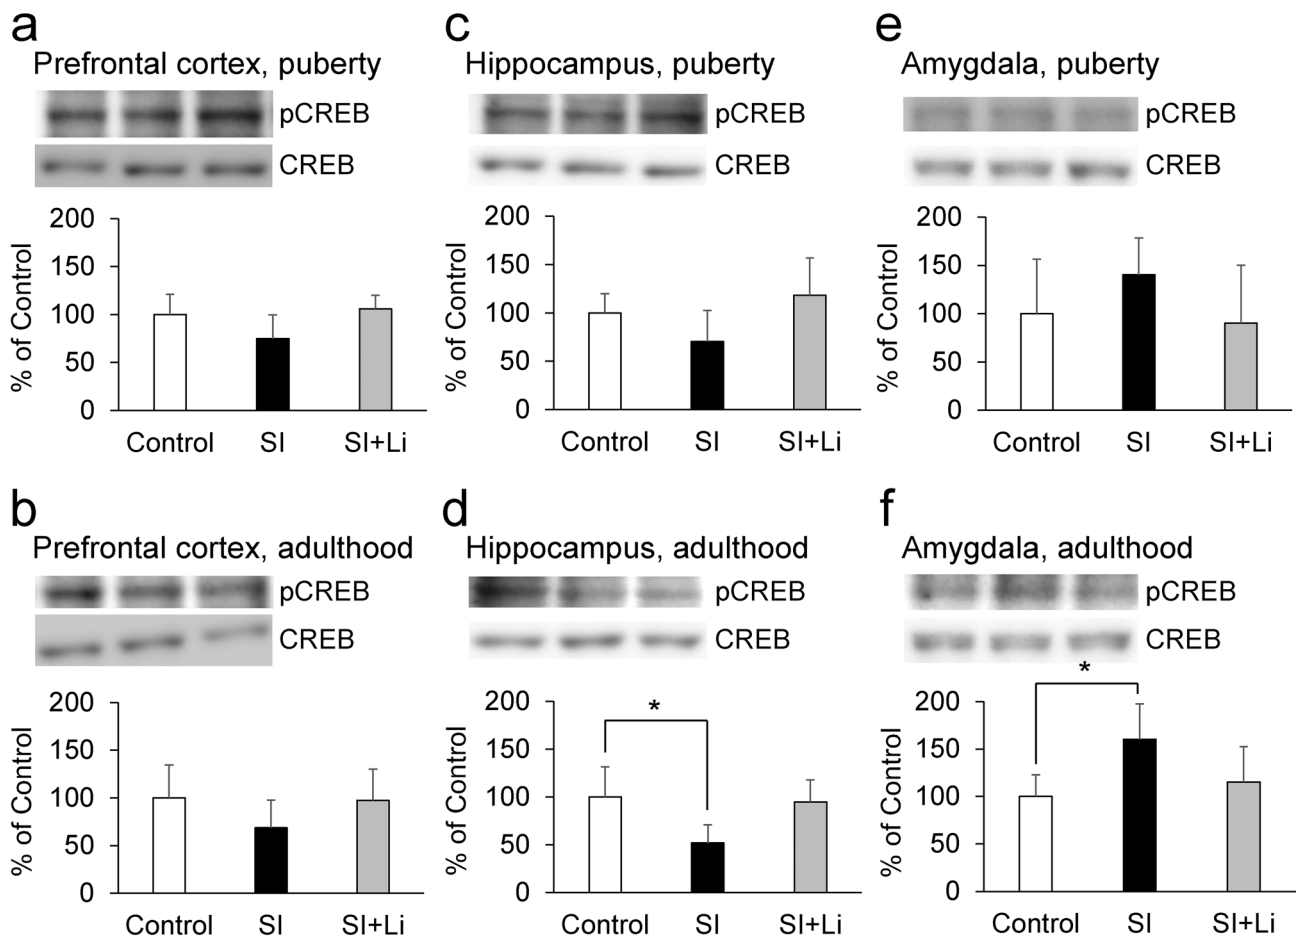 a
Prefrontal cortex, puberty
pCREB
CREB
% of Control
200
150
100
50
0
Control SI SI+Li
c
Hippocampus, puberty
pCREB
CREB
% of Control
200
150
100
50
0
Control SI SI+Li
e
Amygdala, puberty
pCREB
CREB
% of Control
200
150
100
50
0
Control SI SI+Li
b
Prefrontal cortex, adulthood
pCREB
CREB
% of Control
200
150
100
50
0
Control SI SI+Li
d
Hippocampus, adulthood
pCREB
CREB
% of Control
200
150
100
50
0
*
Control SI SI+Li
f
Amygdala, adulthood
pCREB
CREB
*
% of Control
200
150
100
50
0
Control SI SI+Li